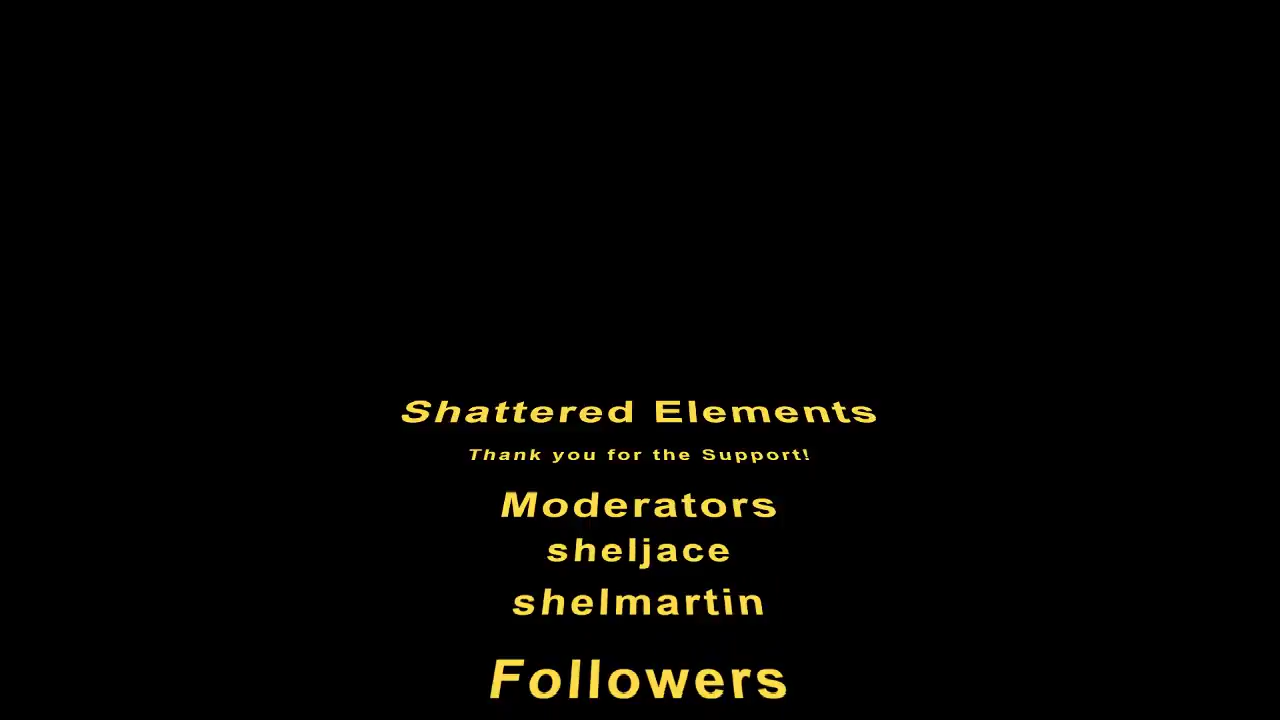 Shattered Elements
Thank you for the Support!
Moderators
sheljace
shelmartin
Followers